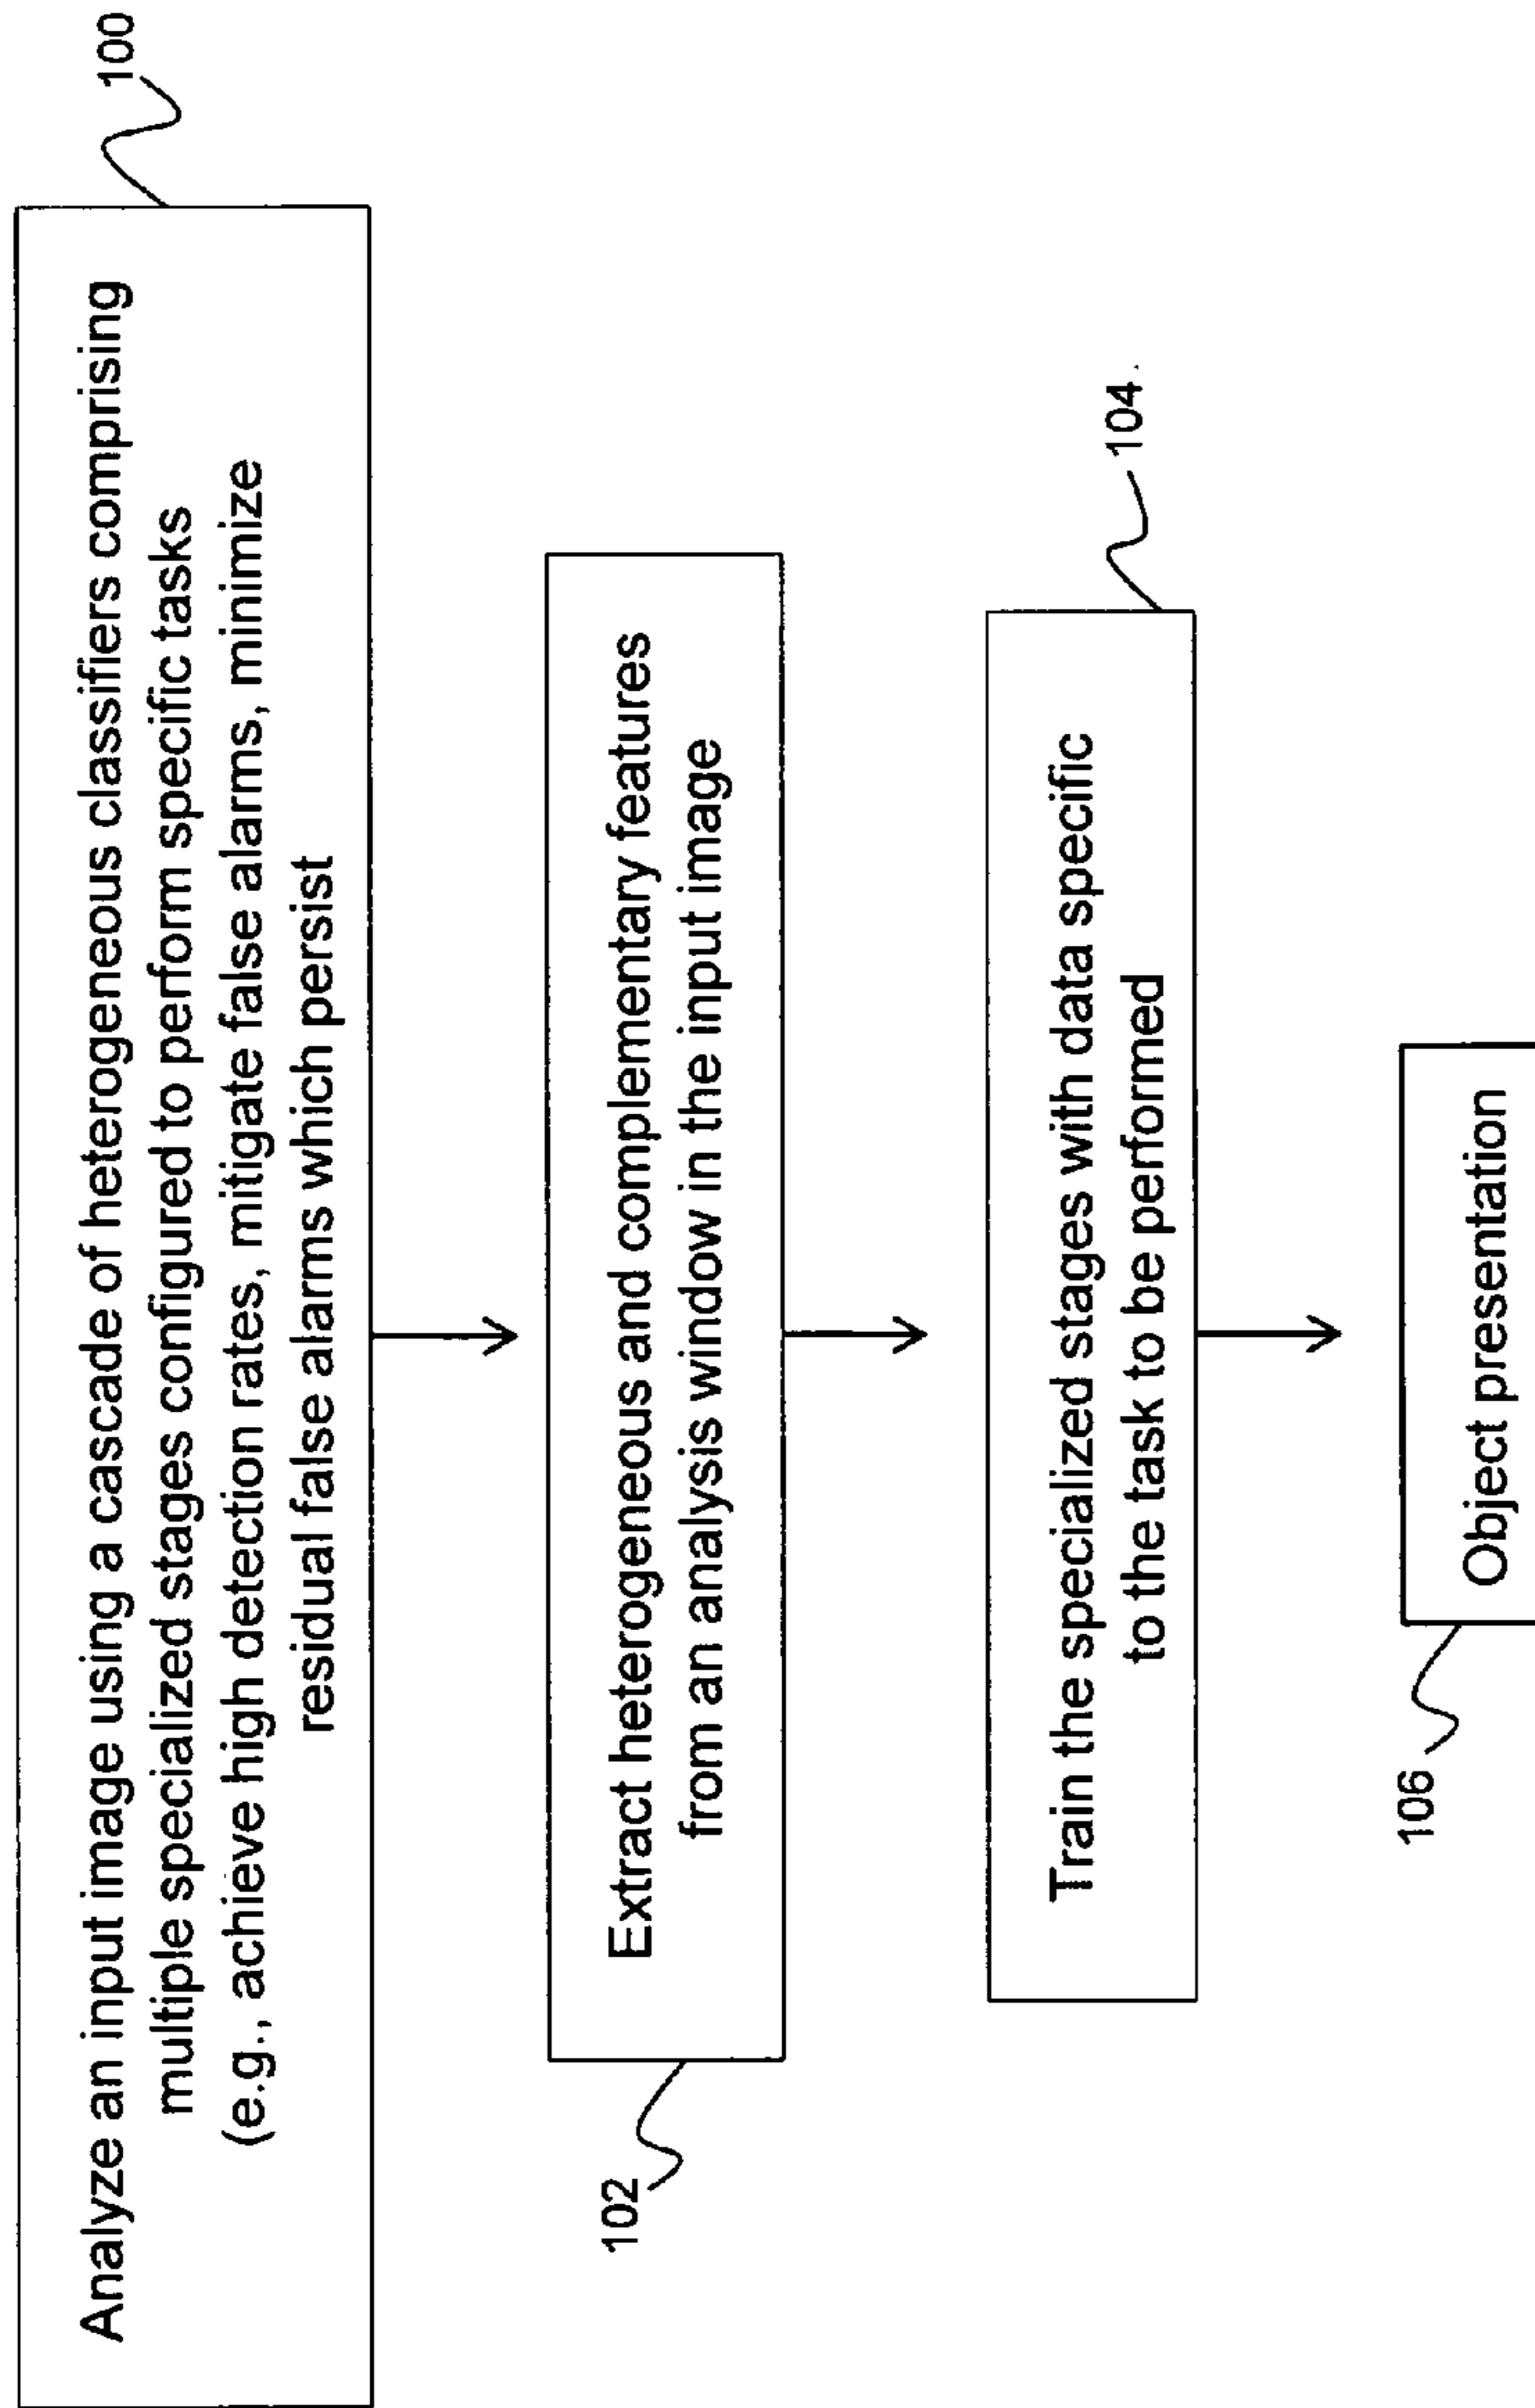 100
Analyze an input image using a cascade of heterogeneous classifiers comprising
multiple specialized stages configured to perform specific tasks
(e.g., achieve high detection rates, mitigate false alarms, minimize
residual false alarms which persist
102
Extract heterogeneous and complementary features
from an analysis window in the input image
104
Train the specialized stages with data specific
to the task to be performed
106
Object presentation